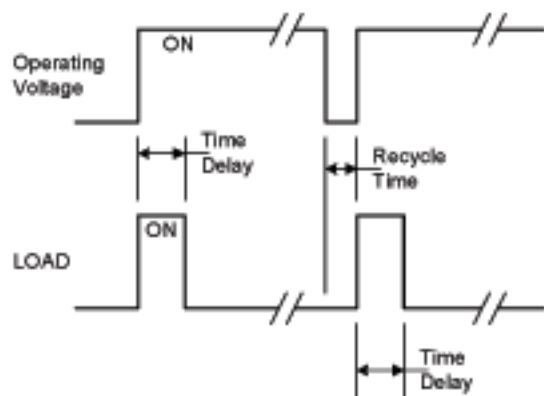 ON
Operating
Voltage
Time
Delay
Recycle
Time
ON
LOAD
Time
Delay